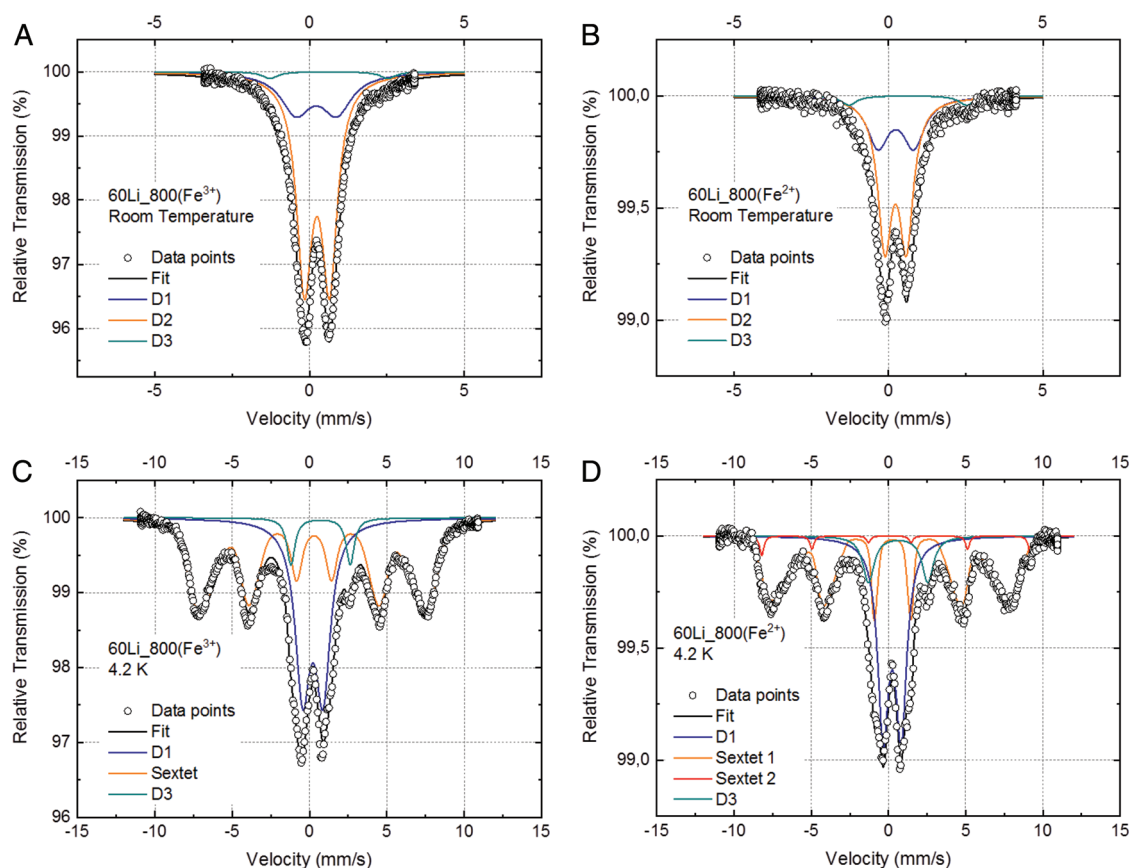 A
-5 0 5
100
99
98
97
96
Relative Transmission (%)
60Li_800(Fe³⁺)
Room Temperature
Data points
Fit
D1
D2
D3
-5 0 5
Velocity (mm/s)
B
-5 0 5
100,0
99,5
99,0
Relative Transmission (%)
60Li_800(Fe²⁺)
Room Temperature
Data points
Fit
D1
D2
D3
-5 0 5
Velocity (mm/s)
C
-15 -10 -5 0 5 10 15
100
99
98
97
96
Relative Transmission (%)
60Li_800(Fe³⁺)
4.2 K
Data points
Fit
D1
Sextet
D3
-15 -10 -5 0 5 10 15
Velocity (mm/s)
D
-15 -10 -5 0 5 10 15
100,0
99,5
99,0
Relative Transmission (%)
60Li_800(Fe²⁺)
4.2 K
Data points
Fit
D1
Sextet 1
Sextet 2
D3
-15 -10 -5 0 5 10 15
Velocity (mm/s)